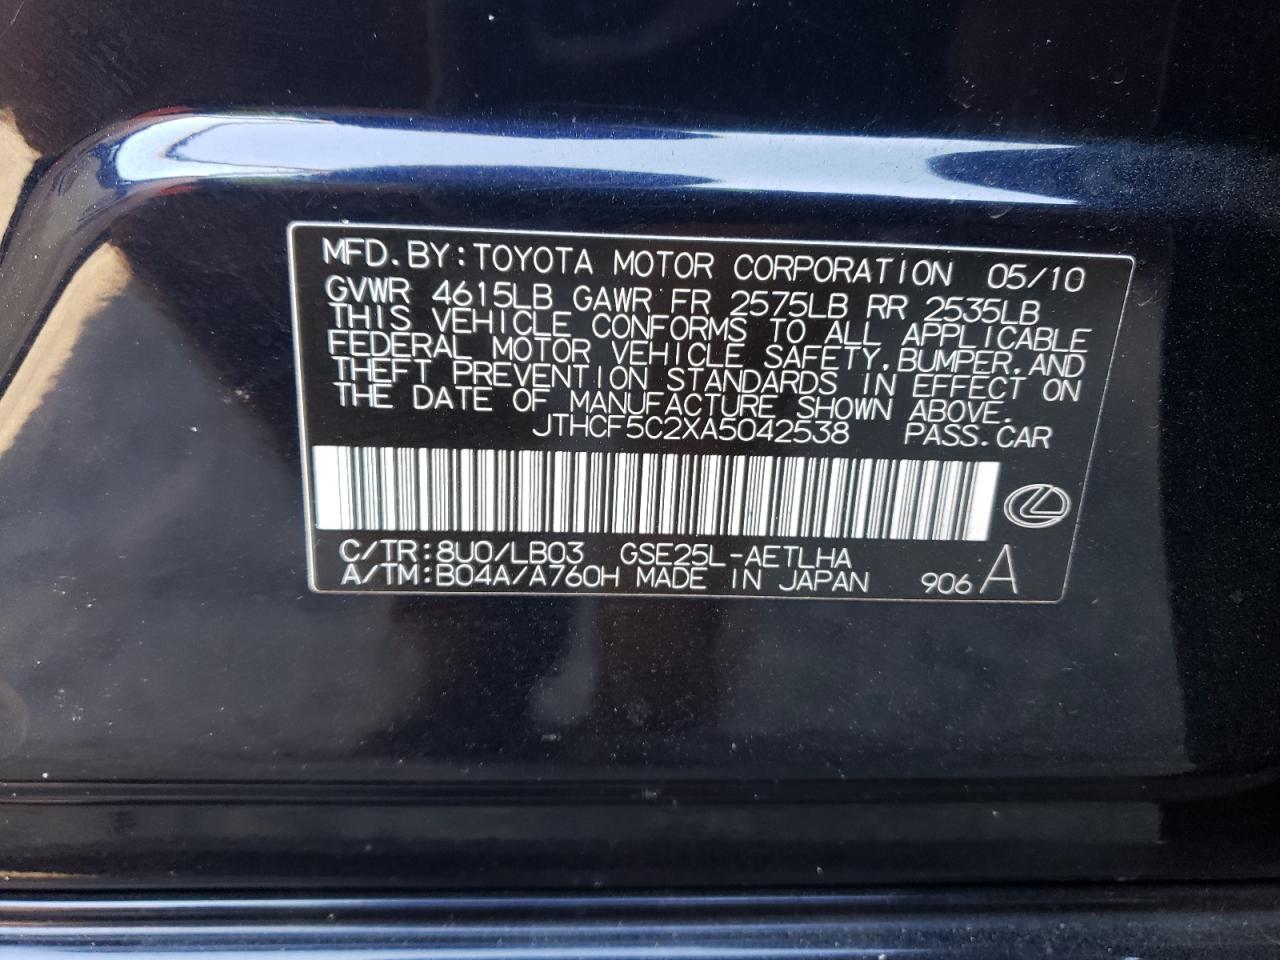 MFD. BY: TOYOTA MOTOR CORPORATION 05/10
GVWR 4615LB GAWR FR 2575LB RR 2535LB
THIS VEHICLE CONFORMS TO ALL APPLICABLE
FEDERAL MOTOR VEHICLE SAFETY, BUMPER, AND
THEFT PREVENTION STANDARDS IN EFFECT ON
THE DATE OF MANUFACTURE SHOWN ABOVE.
JTHCF5C2XA5042538 PASS. CAR
C/TR: 8U0/LB03 GSE25L-AETLHA
A/TM: B04A/A760H MADE IN JAPAN 906 A